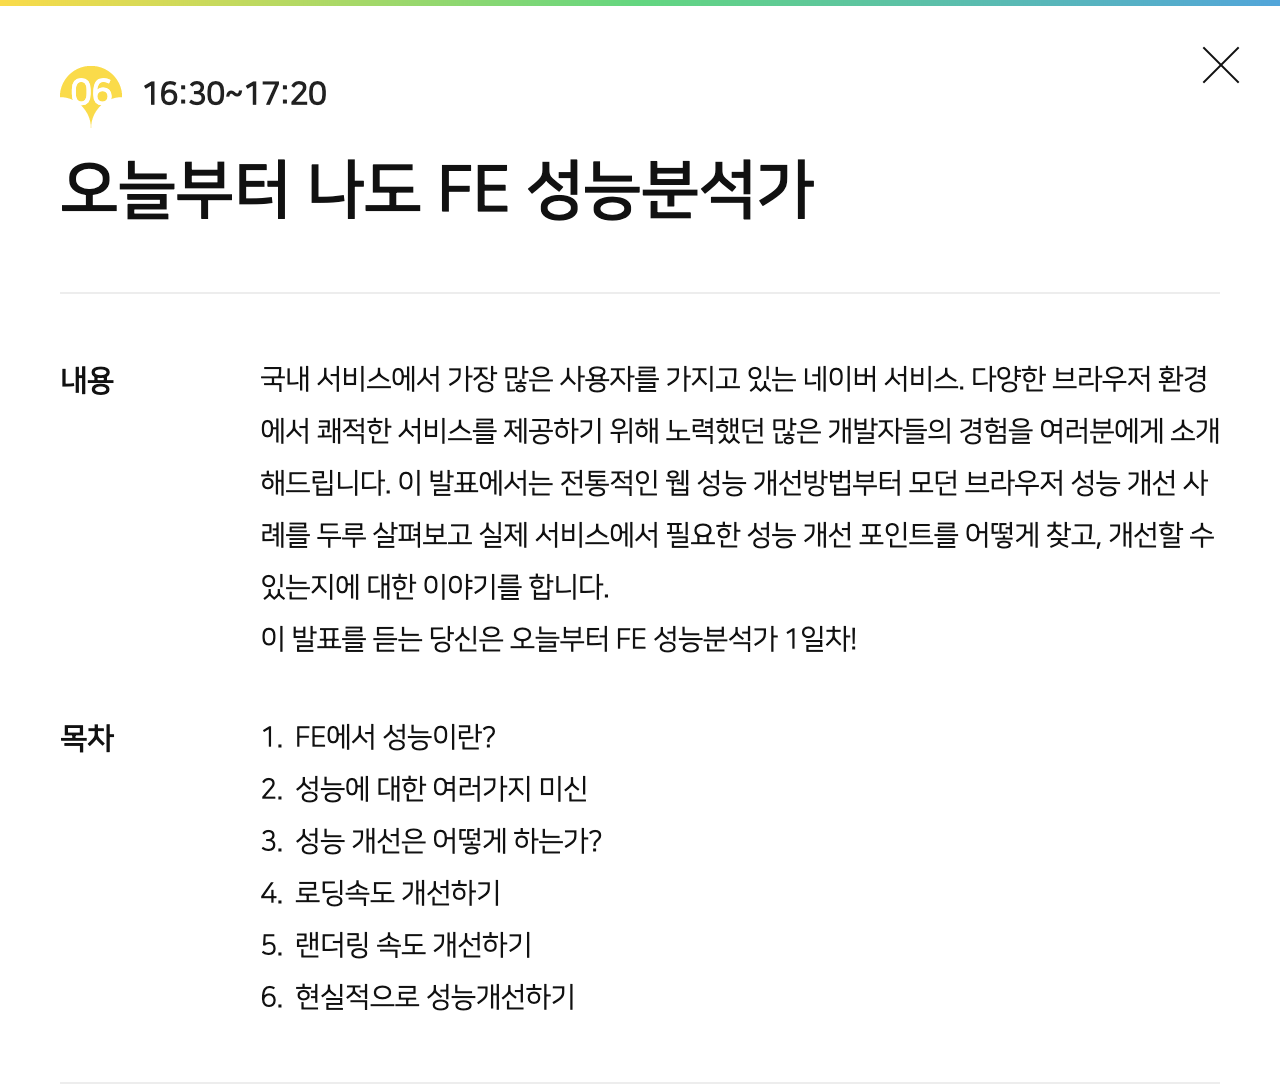 06 16:30~17:20
오늘부터 나도 FE 성능분석가
내용
국내 서비스에서 가장 많은 사용자를 가지고 있는 네이버 서비스. 다양한 브라우저 환경
에서 쾌적한 서비스를 제공하기 위해 노력했던 많은 개발자들의 경험을 여러분에게 소개
해드립니다. 이 발표에서는 전통적인 웹 성능 개선방법부터 모던 브라우저 성능 개선 사
례를 두루 살펴보고 실제 서비스에서 필요한 성능 개선 포인트를 어떻게 찾고, 개선할 수
있는지에 대한 이야기를 합니다.
이 발표를 듣는 당신은 오늘부터 FE 성능분석가 1일차!
목차
1. FE에서 성능이란?
2. 성능에 대한 여러가지 미신
3. 성능 개선은 어떻게 하는가?
4. 로딩속도 개선하기
5. 랜더링 속도 개선하기
6. 현실적으로 성능개선하기